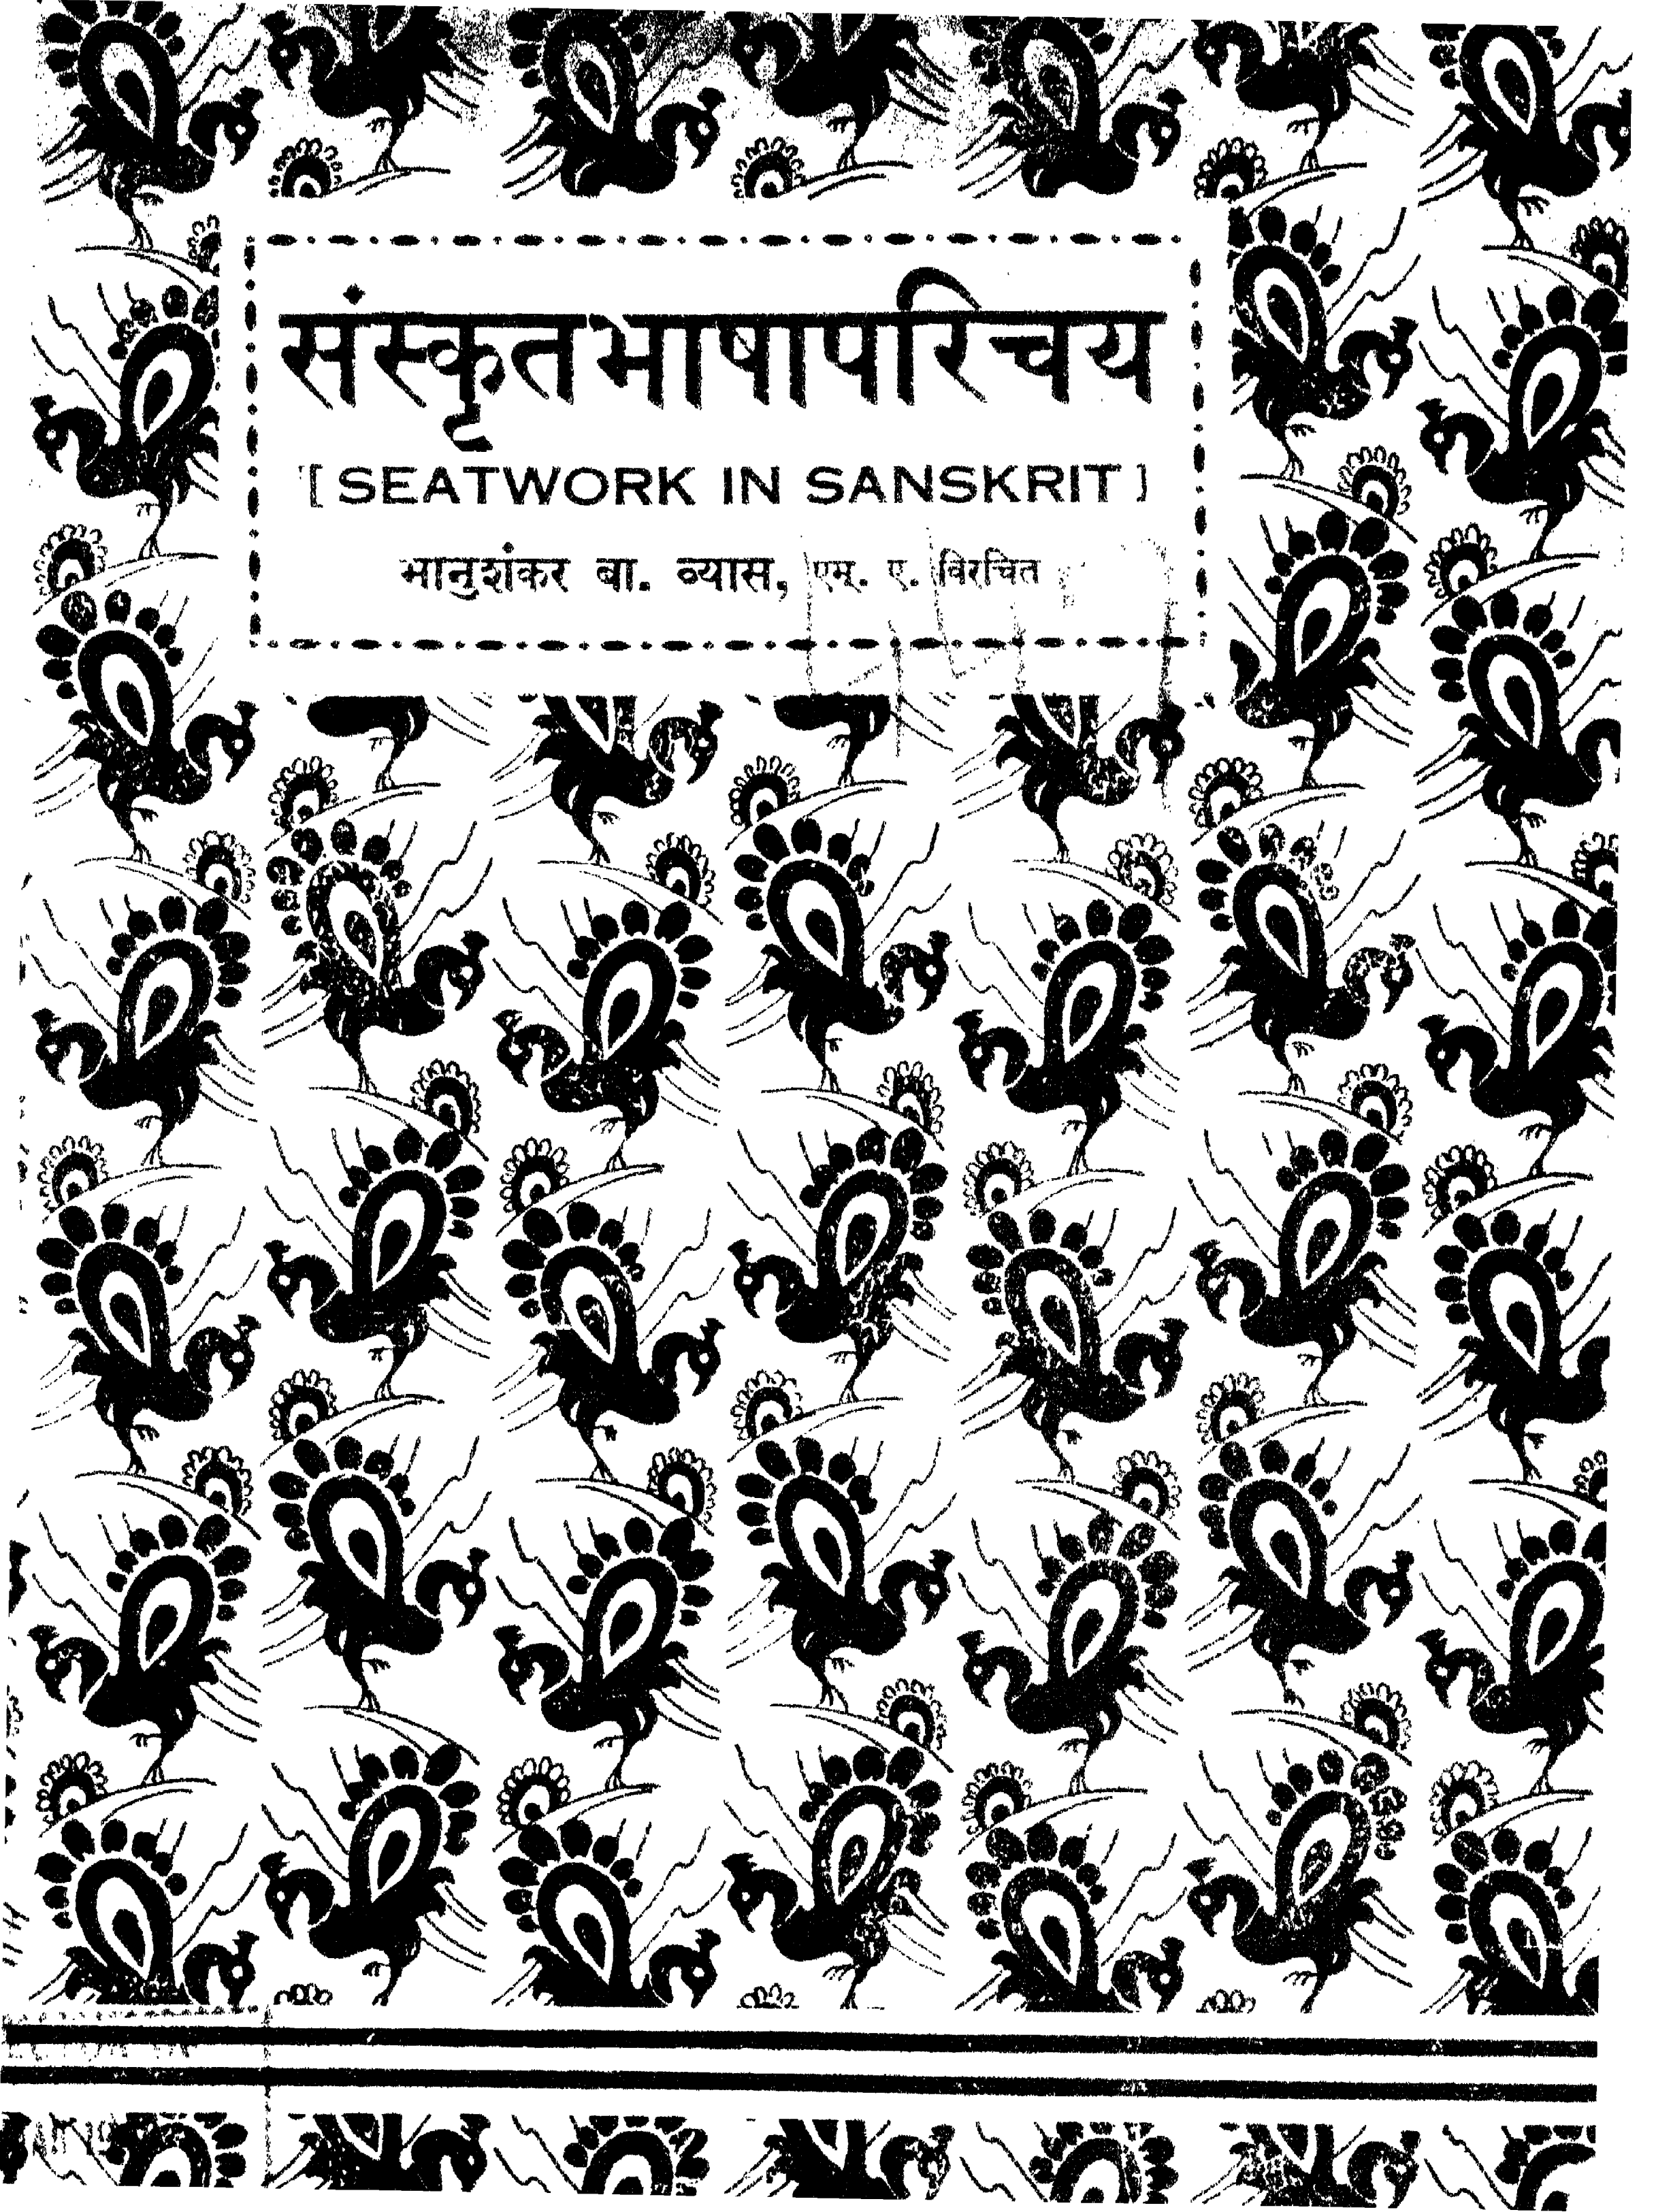 संस्कृतभाषापरिचय
[ SEATWORK IN SANSKRIT ]
भानुशंकर बा. व्यास, एम्. ए. विरचित